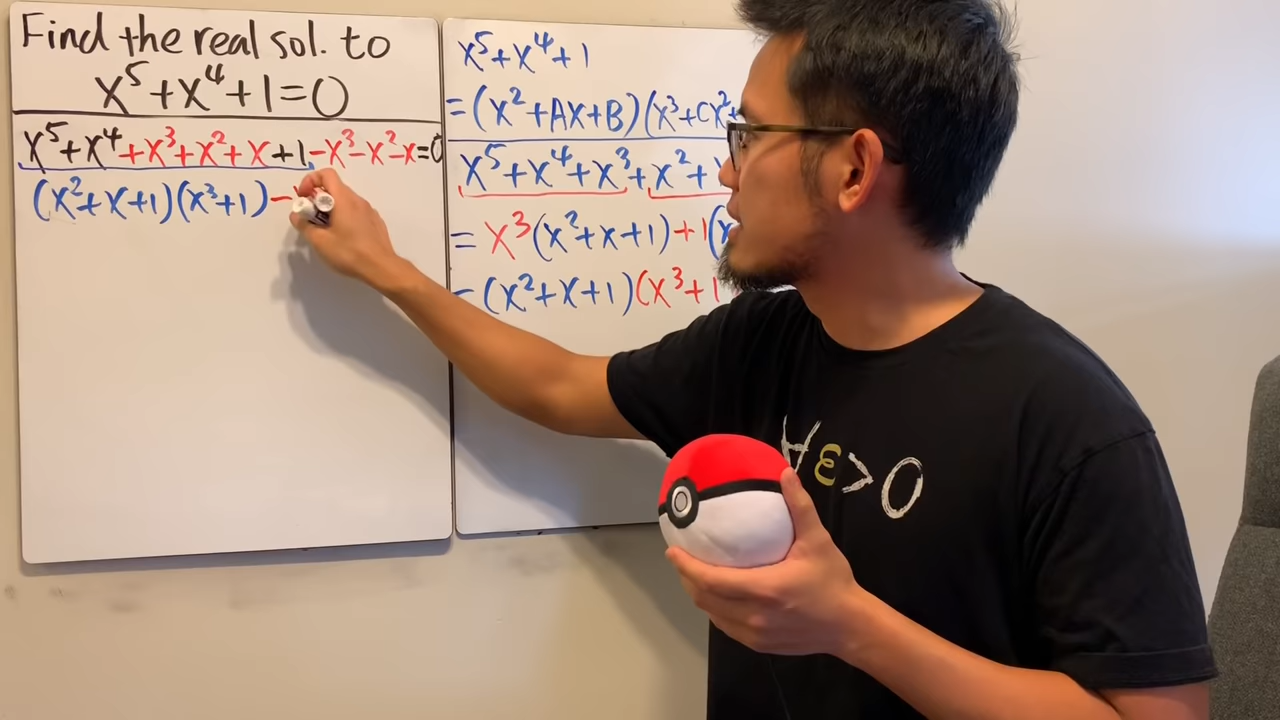 Find the real sol. to
x⁵+x⁴+1=0
x⁵+x⁴+x³+x²+x+1-x³-x²-x=0
(x²+x+1)(x³+1)-
x⁵+x⁴+1
=(x²+Ax+B)(x³+Cx²+
x⁵+x⁴+x³+x²+
=x³(x²+x+1)+1(
=(x²+x+1)(x³+1
∀ε>0